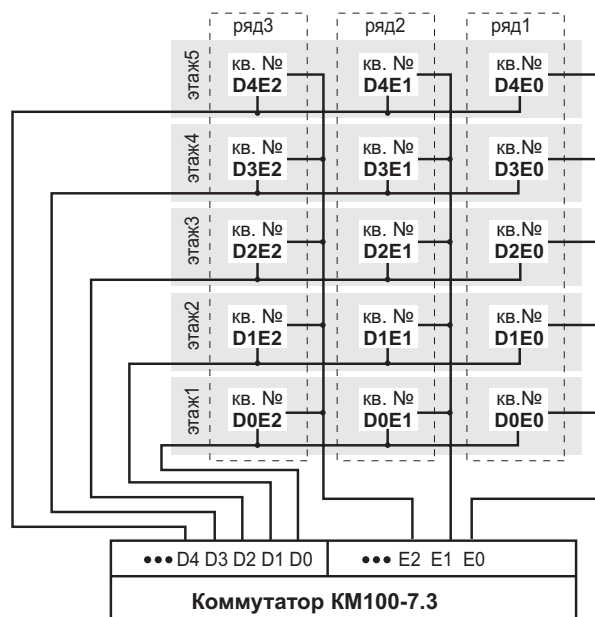 ряд3 ряд2 ряд1
этаж5
кв. № кв. № кв.№
D4E2 D4E1 D4E0
этаж4
кв. № кв. № кв.№
D3E2 D3E1 D3E0
этаж3
кв. № кв. № кв.№
D2E2 D2E1 D2E0
этаж2
кв. № кв. № кв.№
D1E2 D1E1 D1E0
этаж1
кв. № кв. № кв.№
D0E2 D0E1 D0E0
••• D4 D3 D2 D1 D0 ••• E2 E1 E0
Коммутатор КМ100-7.3